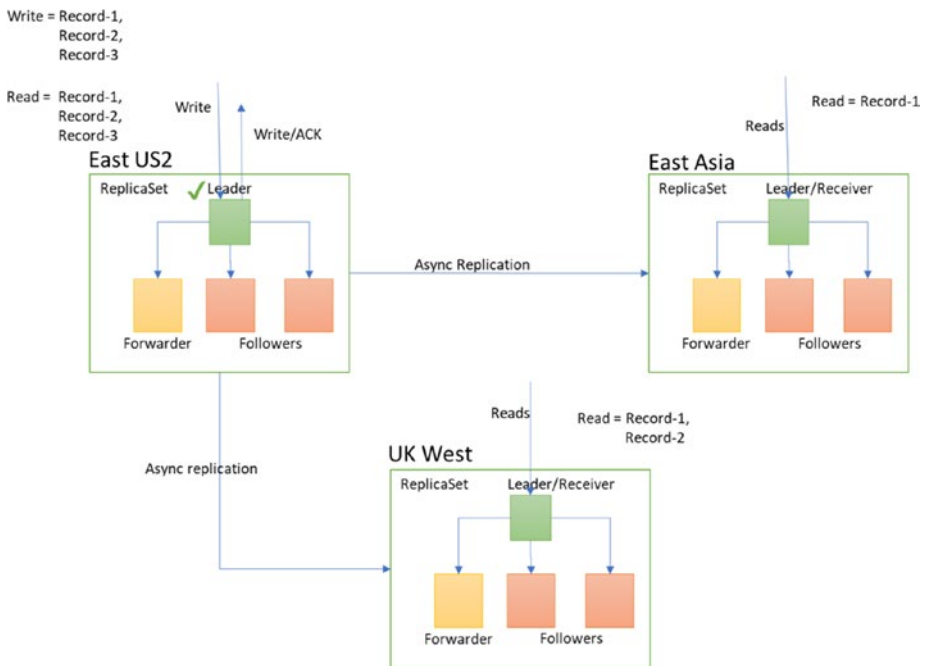 Write = Record-1,
Record-2,
Record-3
Read = Record-1,
Record-2,
Record-3
Write
Write/ACK
East US2
ReplicaSet
Leader
Forwarder
Followers
Async Replication
Reads
Read = Record-1
East Asia
ReplicaSet
Leader/Receiver
Forwarder
Followers
Async replication
Reads
Read = Record-1,
Record-2
UK West
ReplicaSet
Leader/Receiver
Forwarder
Followers